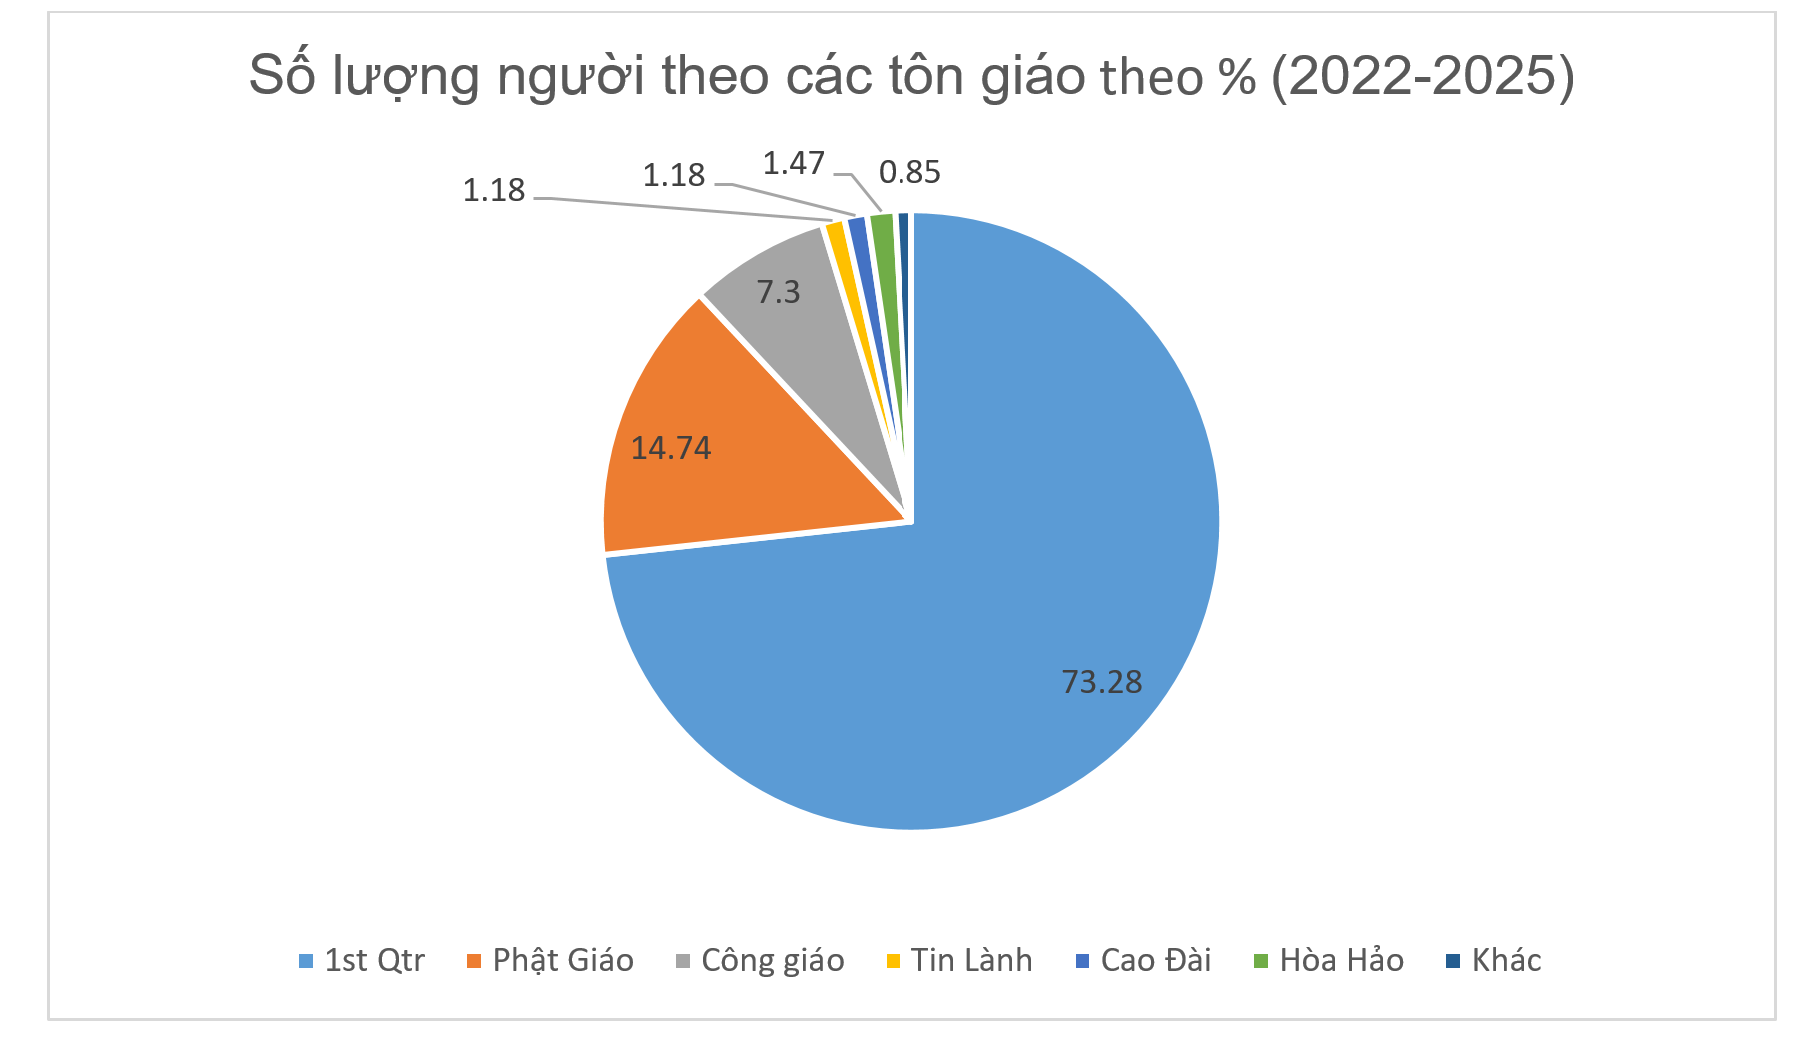 Số lượng người theo các tôn giáo theo % (2022-2025)
1.18
1.18
1.47
0.85
7.3
14.74
73.28
1st Qtr
Phật Giáo
Công giáo
Tin Lành
Cao Đài
Hòa Hảo
Khác